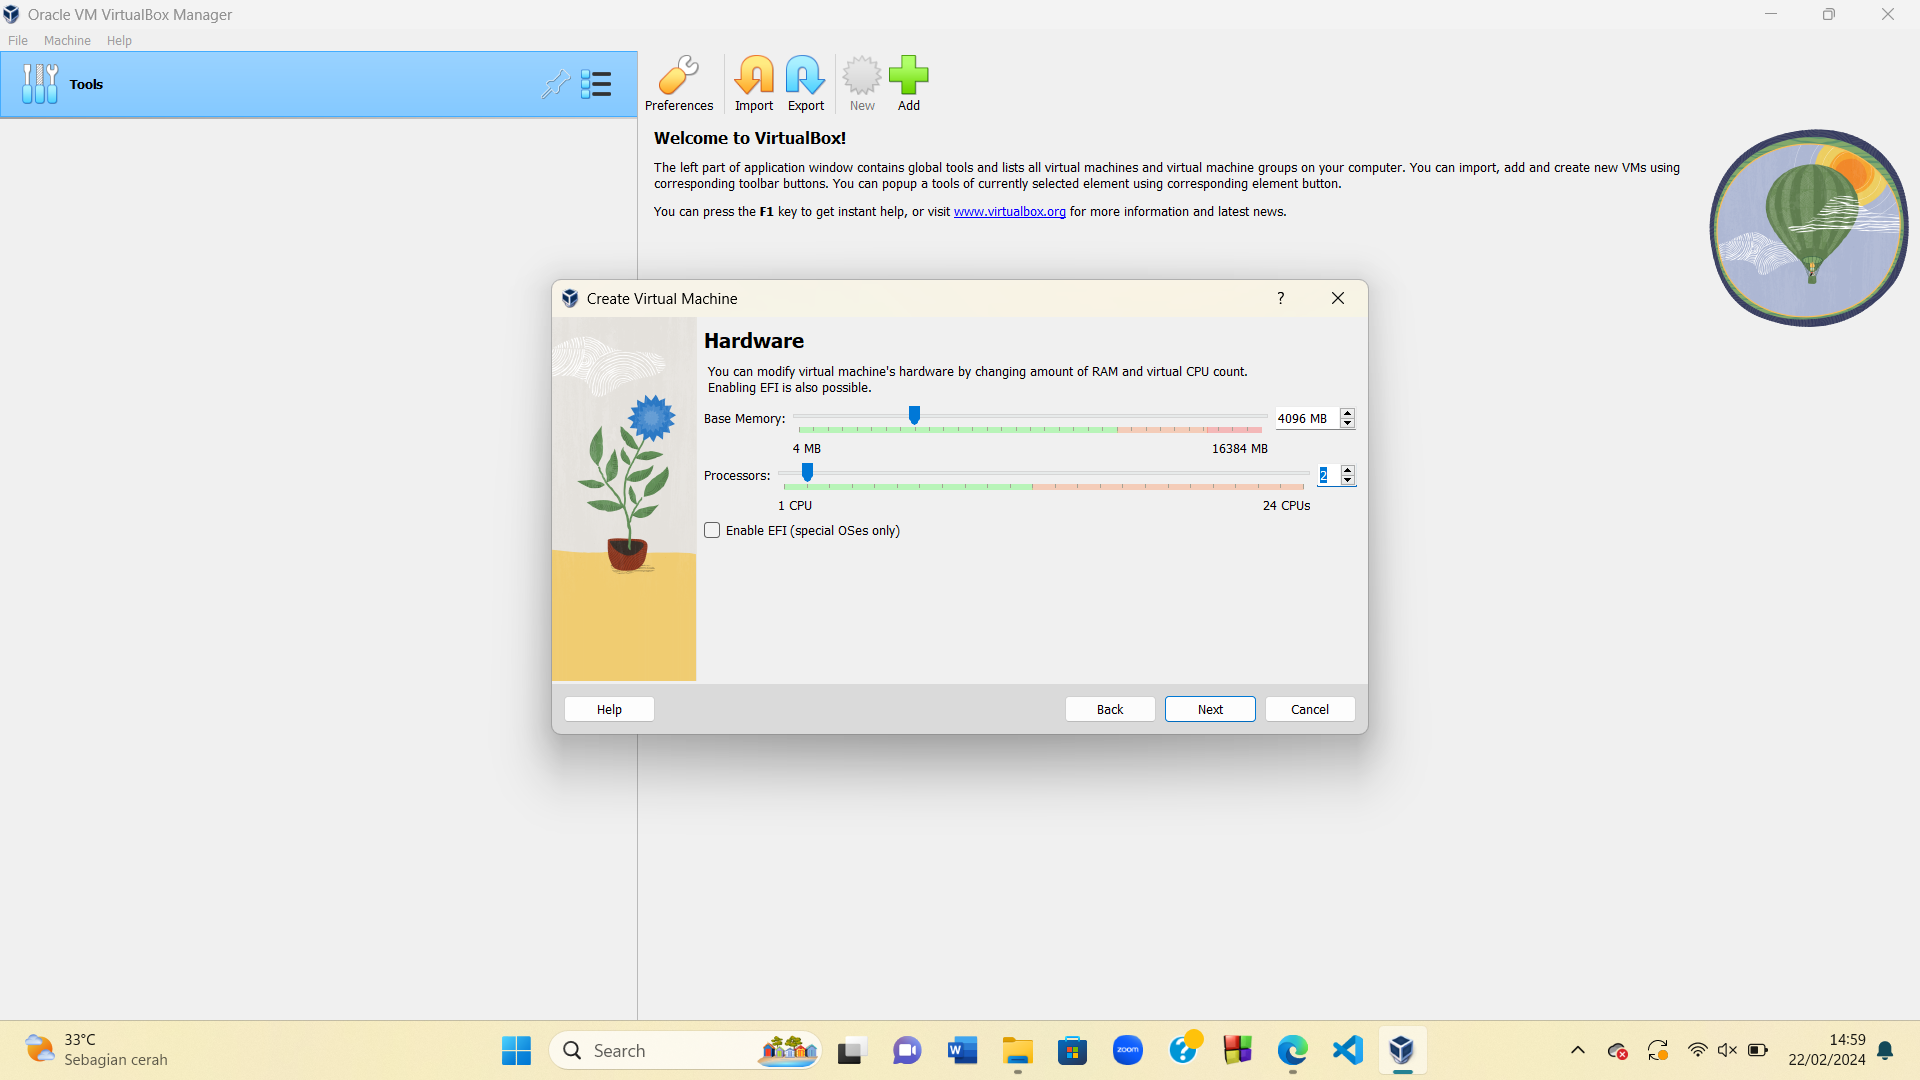 Oracle VM VirtualBox Manager
File Machine Help
Tools
Preferences Import Export New Add
Welcome to VirtualBox!
The left part of application window contains global tools and lists all virtual machines and virtual machine groups on your computer. You can import, add and create new VMs using
corresponding toolbar buttons. You can popup a tools of currently selected element using corresponding element button.
You can press the F1 key to get instant help, or visit www.virtualbox.org for more information and latest news.
Create Virtual Machine
?
Hardware
You can modify virtual machine's hardware by changing amount of RAM and virtual CPU count.
Enabling EFI is also possible.
Base Memory: 4096 MB
4 MB 16384 MB
Processors: 2
1 CPU 24 CPUs
Enable EFI (special OSes only)
Help Back Next Cancel
33°C
Sebagian cerah
Search
zoom
14:59
22/02/2024